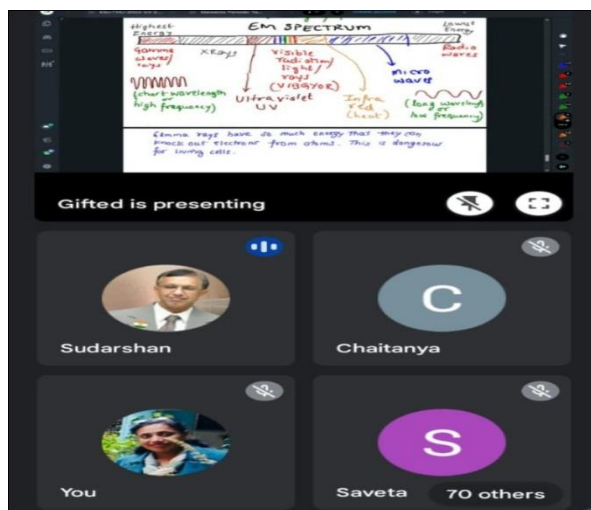 Highest
Energy
EM SPECTRUM
Lowest
Energy
Gamma
waves/
rays
X Rays
Visible
radiation/
light/
rays
(VIBGYOR)
Micro
waves
Radio
waves
(short wavelength
or
high frequency)
Ultraviolet
UV
Infra
red
(heat)
(long wavelength
or
low frequency)
Gamma rays have so much energy that they can
knock out electrons from atoms. This is dangerous
for living cells.
Gifted is presenting
Sudarshan
C
Chaitanya
You
S
Saveta
70 others